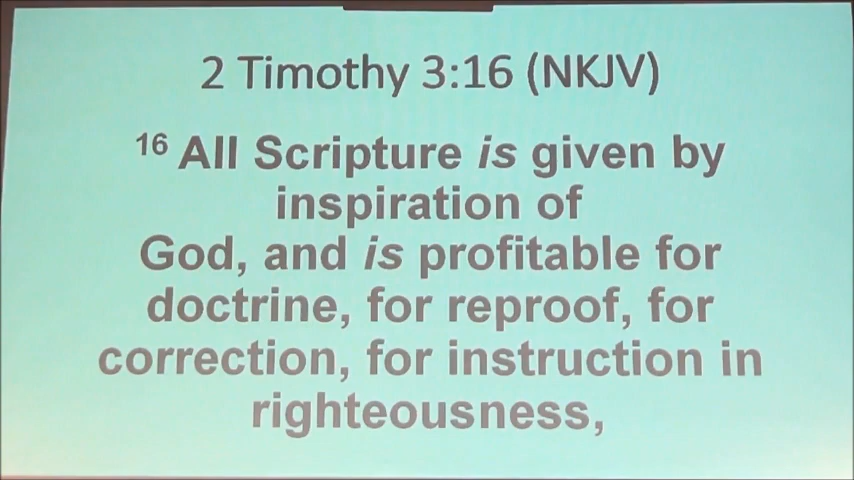 2 Timothy 3:16 (NKJV)
16 All Scripture is given by
inspiration of
God, and is profitable for
doctrine, for reproof, for
correction, for instruction in
righteousness,